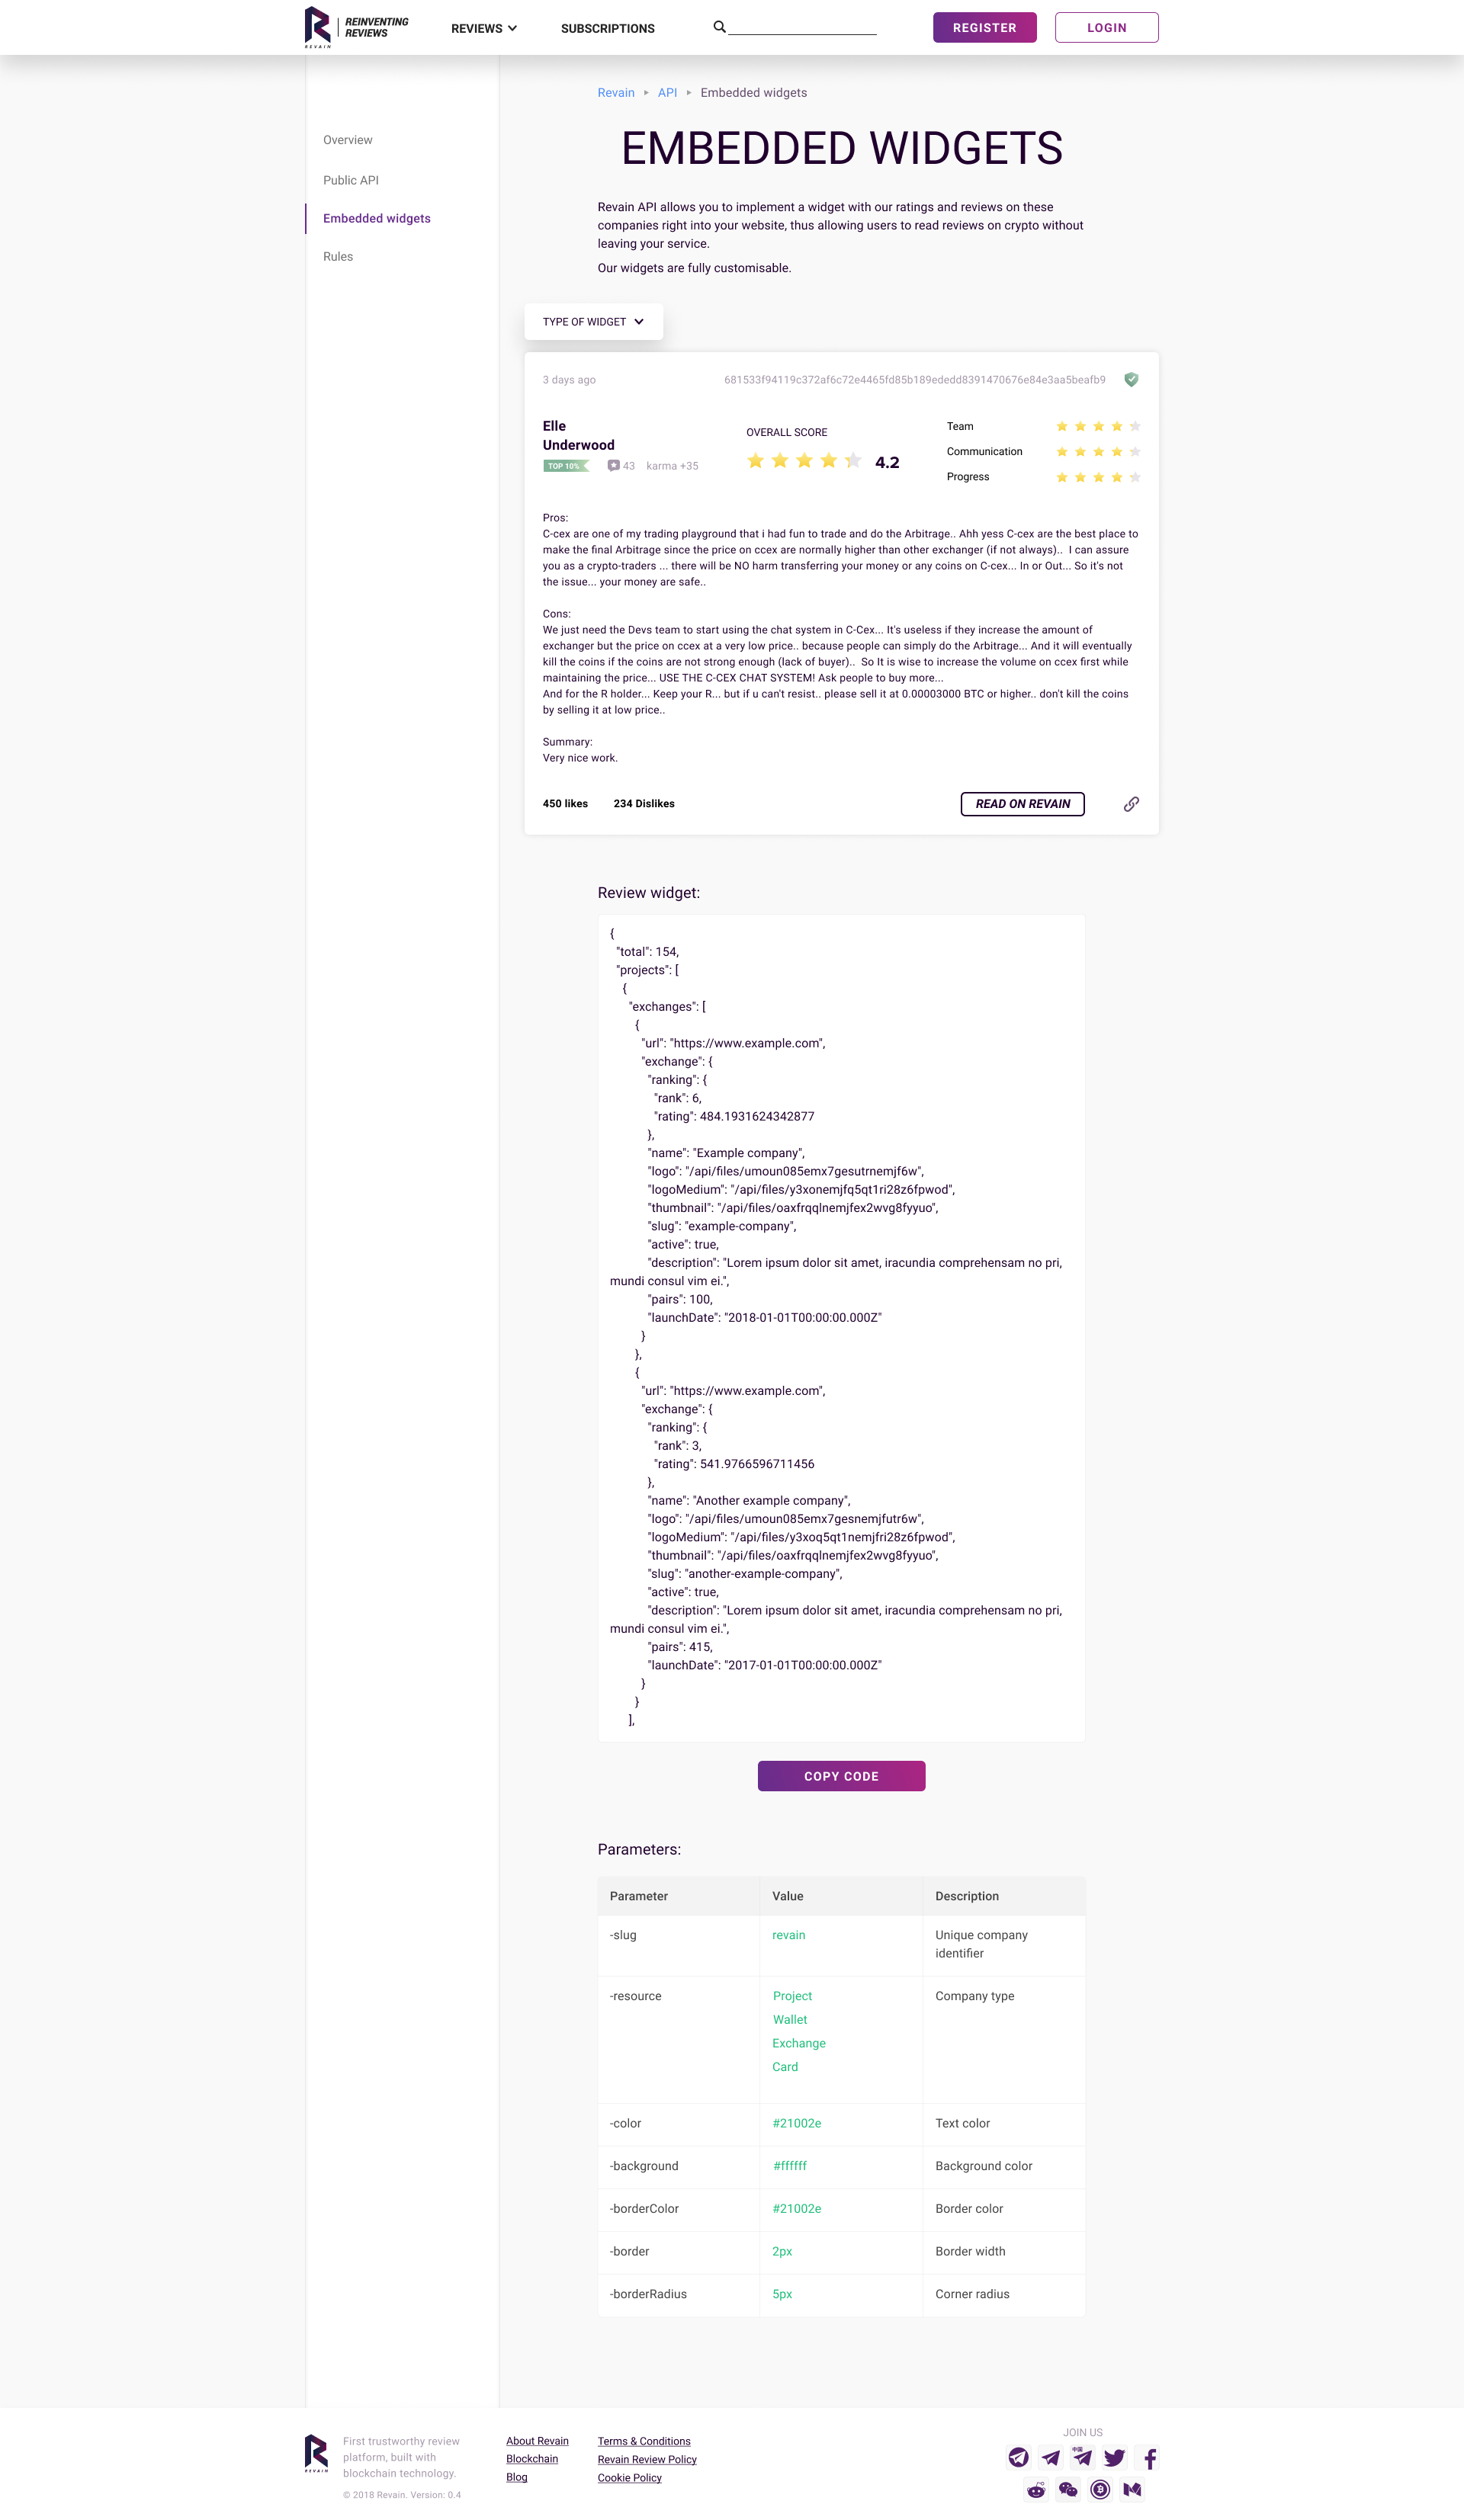 REVAIN
REINVENTING
REVIEWS
REVIEWS
SUBSCRIPTIONS
REGISTER
LOGIN
Overview
Public API
Embedded widgets
Rules
Revain
API
Embedded widgets
EMBEDDED WIDGETS
Revain API allows you to implement a widget with our ratings and reviews on these
companies right into your website, thus allowing users to read reviews on crypto without
leaving your service.
Our widgets are fully customisable.
TYPE OF WIDGET
3 days ago
681533f94119c372af6c72e4465fd85b189ededd8391470676e84e3aa5beafb9
Elle
Underwood
TOP 10%
43
karma +35
OVERALL SCORE
4.2
Team
Communication
Progress
Pros:
C-cex are one of my trading playground that i had fun to trade and do the Arbitrage.. Ahh yess C-cex are the best place to
make the final Arbitrage since the price on ccex are normally higher than other exchanger (if not always)..  I can assure
you as a crypto-traders ... there will be NO harm transferring your money or any coins on C-cex... In or Out... So it's not
the issue... your money are safe..
Cons:
We just need the Devs team to start using the chat system in C-Cex... It's useless if they increase the amount of
exchanger but the price on ccex at a very low price.. because people can simply do the Arbitrage... And it will eventually
kill the coins if the coins are not strong enough (lack of buyer)..  So It is wise to increase the volume on ccex first while
maintaining the price... USE THE C-CEX CHAT SYSTEM! Ask people to buy more...
And for the R holder... Keep your R... but if u can't resist.. please sell it at 0.00003000 BTC or higher.. don't kill the coins
by selling it at low price..
Summary:
Very nice work.
450 likes
234 Dislikes
READ ON REVAIN
Review widget:
{
"total": 154,
"projects": [
{
"exchanges": [
{
"url": "https://www.example.com",
"exchange": {
"ranking": {
"rank": 6,
"rating": 484.1931624342877
},
"name": "Example company",
"logo": "/api/files/umoun085emx7gesutrnemjf6w",
"logoMedium": "/api/files/y3xonemjfq5qt1ri28z6fpwod",
"thumbnail": "/api/files/oaxfrqqlnemjfex2wvg8fyyuo",
"slug": "example-company",
"active": true,
"description": "Lorem ipsum dolor sit amet, iracundia comprehensam no pri,
mundi consul vim ei.",
"pairs": 100,
"launchDate": "2018-01-01T00:00:00.000Z"
}
},
{
"url": "https://www.example.com",
"exchange": {
"ranking": {
"rank": 3,
"rating": 541.9766596711456
},
"name": "Another example company",
"logo": "/api/files/umoun085emx7gesnemjfutr6w",
"logoMedium": "/api/files/y3xoq5qt1nemjfri28z6fpwod",
"thumbnail": "/api/files/oaxfrqqlnemjfex2wvg8fyyuo",
"slug": "another-example-company",
"active": true,
"description": "Lorem ipsum dolor sit amet, iracundia comprehensam no pri,
mundi consul vim ei.",
"pairs": 415,
"launchDate": "2017-01-01T00:00:00.000Z"
}
}
],
COPY CODE
Parameters:
Parameter Value Description
-slug revain Unique company
identifier
-resource Project Company type
Wallet
Exchange
Card
-color #21002e Text color
-background #ffffff Background color
-borderColor #21002e Border color
-border 2px Border width
-borderRadius 5px Corner radius
REVAIN
First trustworthy review
platform, built with
blockchain technology.
© 2018 Revain. Version: 0.4
About Revain
Blockchain
Blog
Terms & Conditions
Revain Review Policy
Cookie Policy
JOIN US
中国